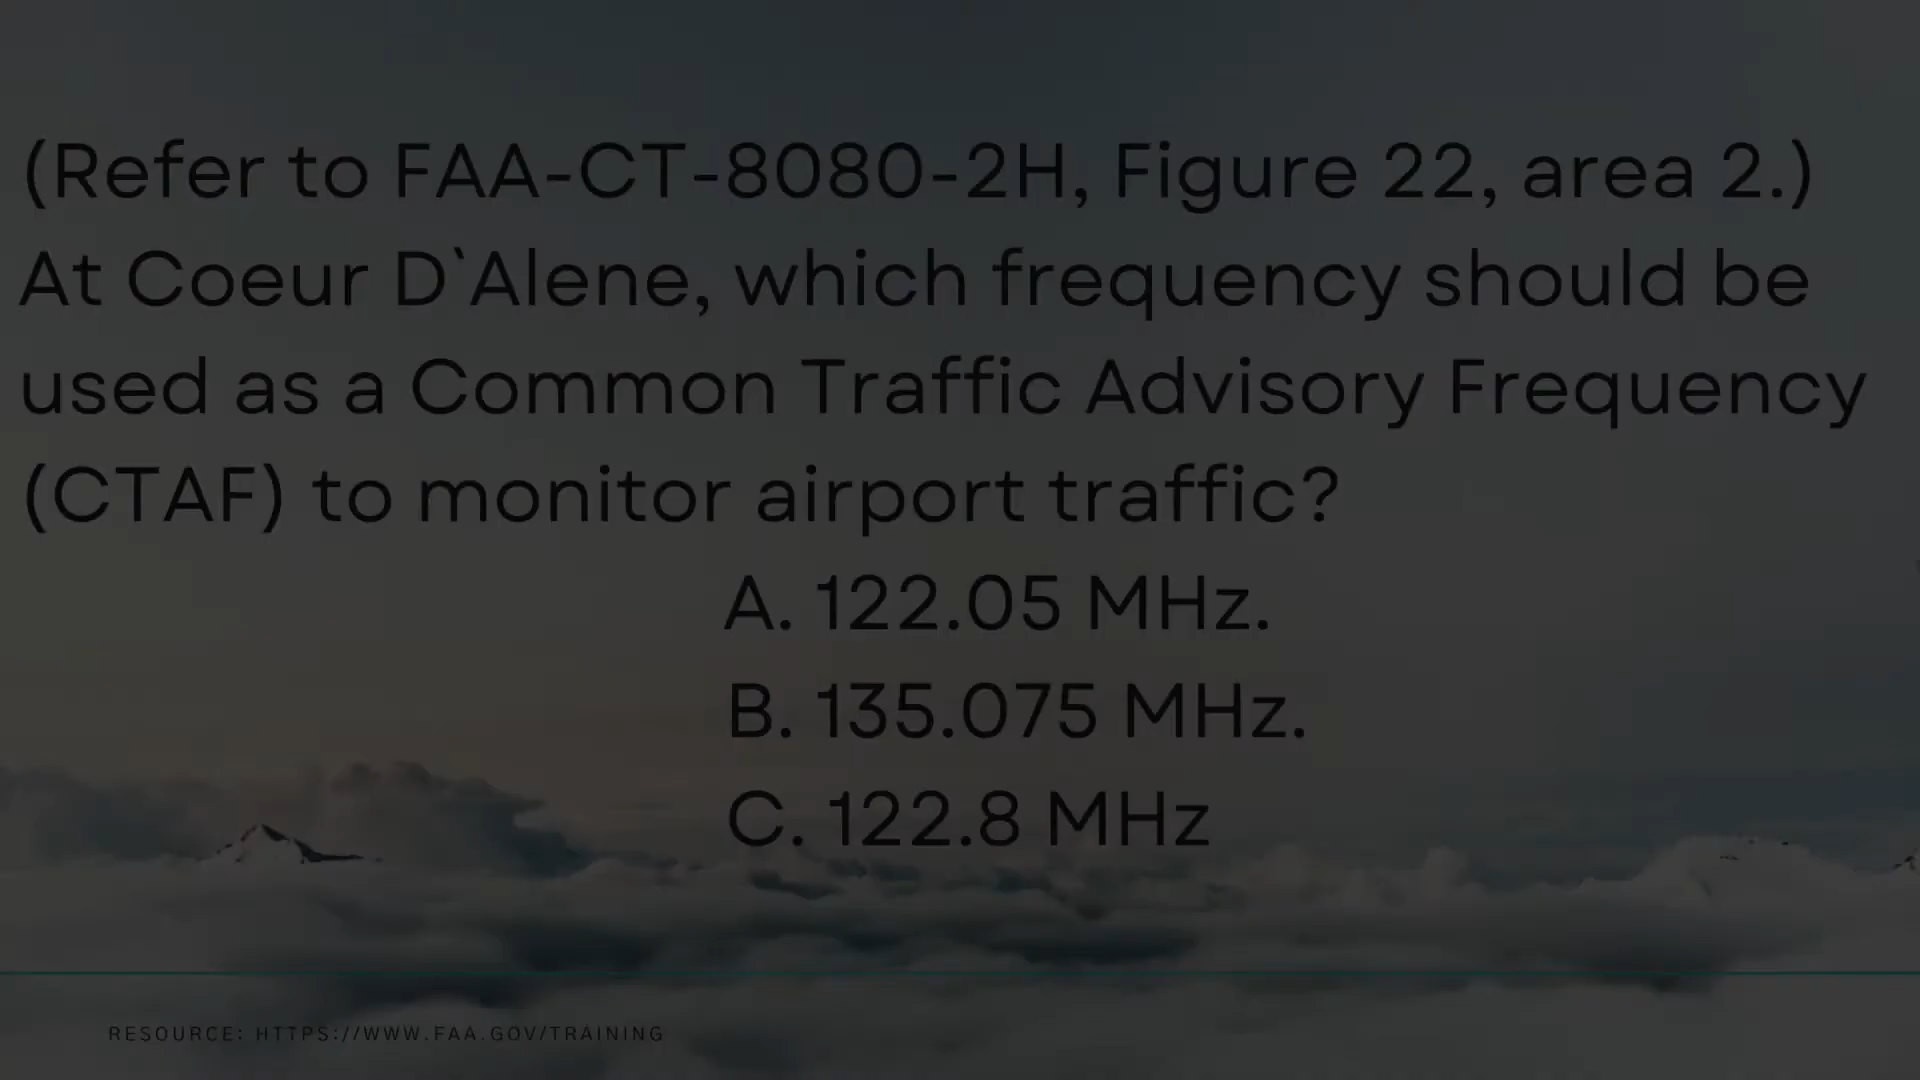 (Refer to FAA-CT-8080-2H, Figure 22, area 2.)
At Coeur D`Alene, which frequency should be
used as a Common Traffic Advisory Frequency
(CTAF) to monitor airport traffic?
A. 122.05 MHz.
B. 135.075 MHz.
C. 122.8 MHz
RESOURCE: HTTPS://WWW.FAA.GOV/TRAINING